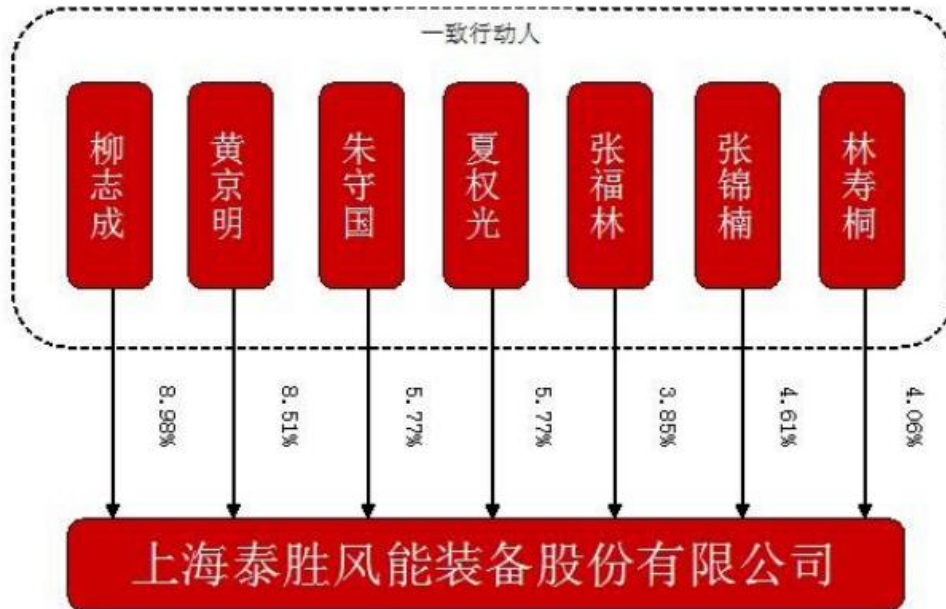 一致行动人
柳志成
黄京明
朱守国
夏权光
张福林
张锦楠
林寿桐
8.98%
8.51%
5.77%
5.77%
3.85%
4.61%
4.06%
上海泰胜风能装备股份有限公司